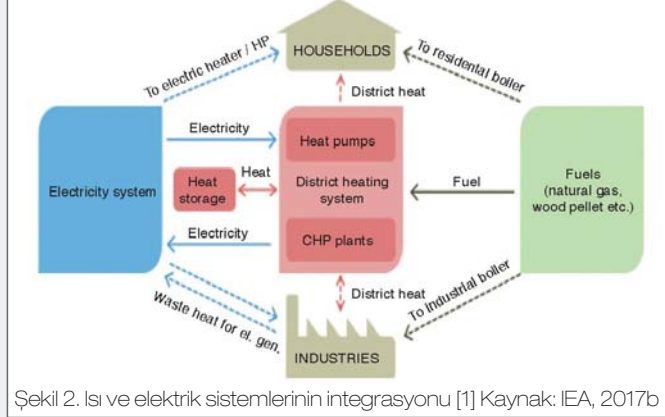 HOUSEHOLDS
To electric heater / HP
To residental boiler
District heat
Electricity
Heat pumps
Electricity system
Heat
storage
Heat
District heating
system
Fuel
Fuels
(natural gas,
wood pellet etc.)
Electricity
CHP plants
Waste heat for el. gen.
District heat
To Industrial boiler
INDUSTRIES
Şekil 2. Isı ve elektrik sistemlerinin integrasyonu [1] Kaynak: IEA, 2017b